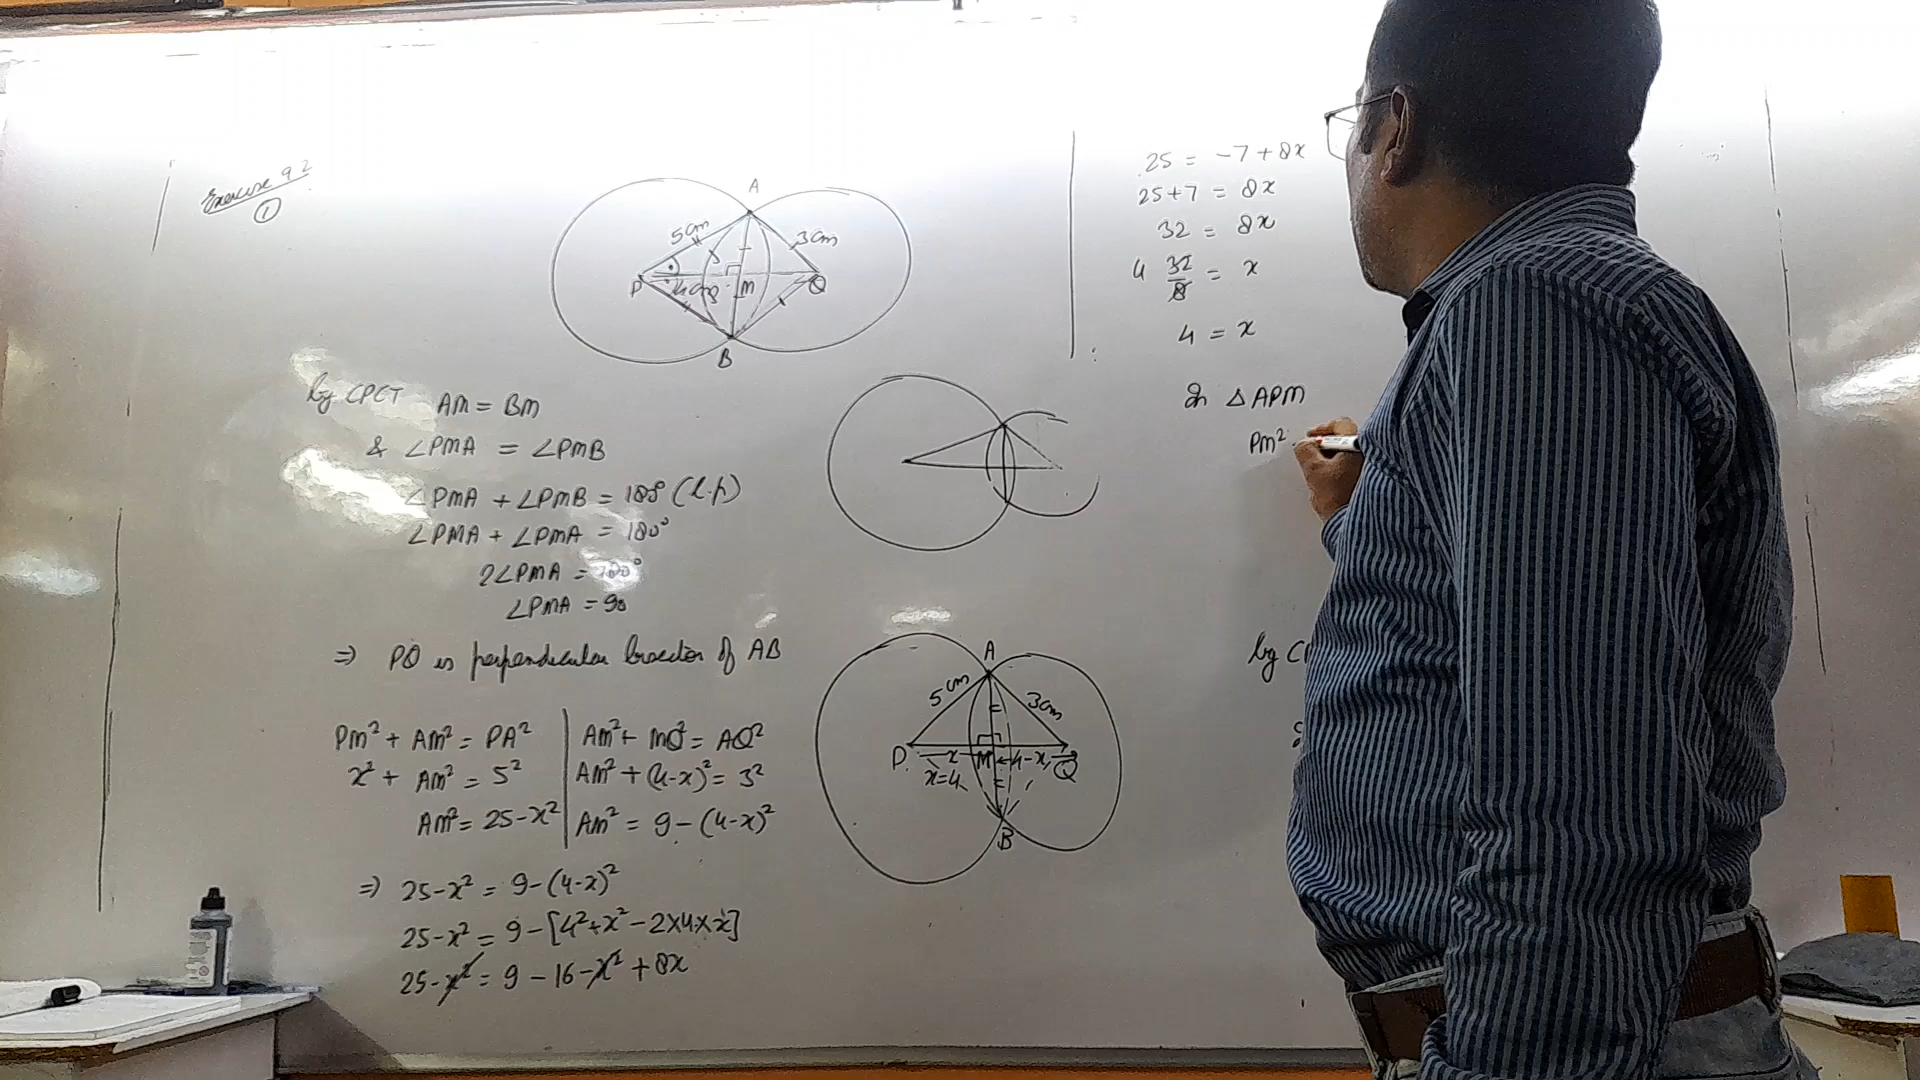 Exercise 9.2
①
A
5cm
3cm
P
4cm
M
Q
B
by CPCT AM = BM
& ∠PMA = ∠PMB
∠PMA + ∠PMB = 180° (l.p)
∠PMA + ∠PMA = 180°
2∠PMA = 180°
∠PMA = 90
⇒ PQ is perpendicular bisector of AB
PM² + AM² = PA²
x² + AM² = 5²
AM² = 25-x²
AM² + MQ² = AQ²
AM² + (4-x)² = 3²
AM² = 9 - (4-x)²
⇒ 25-x² = 9-(4-x)²
25-x² = 9-[4²+x²-2×4×x]
25-x² = 9-16-x²+8x
A
5cm
3cm
P
x
M
4-x
Q
x=4
B
25 = -7+8x
25+7 = 8x
32 = 8x
4 32/8 = x
4 = x
In △APM
PM²
by C